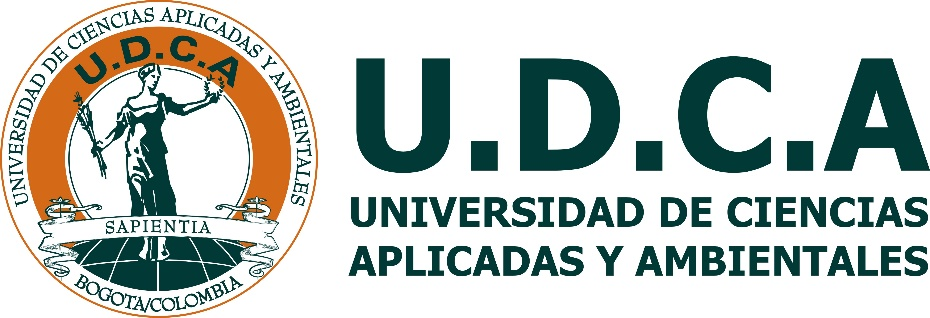 UNIVERSIDAD DE CIENCIAS APLICADAS Y AMBIENTALES
U.D.C.A
SAPIENTIA
BOGOTA/COLOMBIA
U.D.C.A
UNIVERSIDAD DE CIENCIAS
APLICADAS Y AMBIENTALES